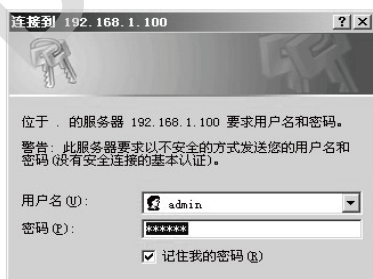 连接到 192.168.1.100
位于 . 的服务器 192.168.1.100 要求用户名和密码。
警告: 此服务器要求以不安全的方式发送您的用户名和
密码(没有安全连接的基本认证)。
用户名(U):
admin
密码(P):
******
记住我的密码(R)